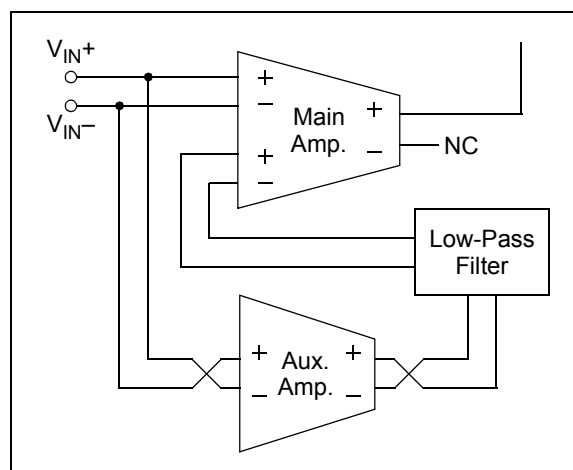 V_IN+
V_IN–
+
–
+
–
Main
Amp.
+
–
NC
Low-Pass
Filter
+
–
Aux.
Amp.
+
–